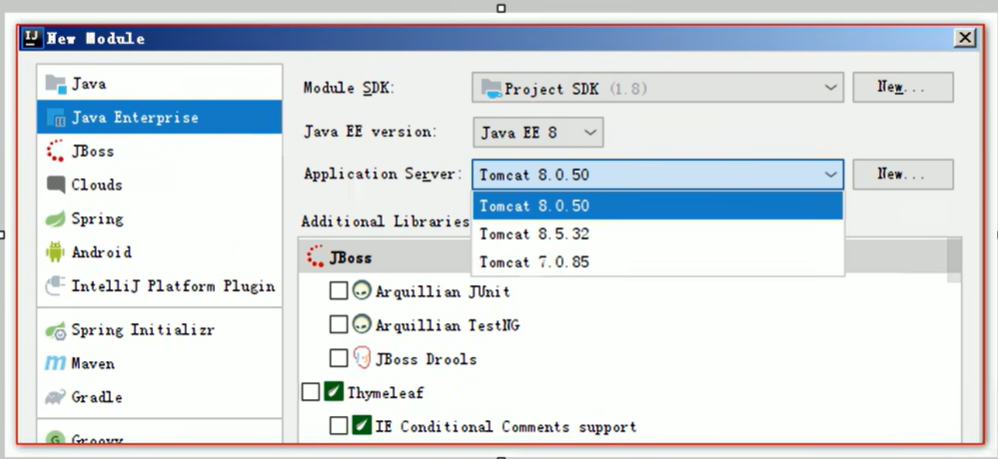 IJ New Module
Java
Java Enterprise
JBoss
Clouds
Spring
Android
IntelliJ Platform Plugin
Spring Initializr
m Maven
Gradle
G Groovy
Module SDK: Project SDK (1.8) New...
Java EE version: Java EE 8
Application Server: Tomcat 8.0.50 New...
Tomcat 8.0.50
Tomcat 8.5.32
Tomcat 7.0.85
Additional Libraries
JBoss
Arquillian JUnit
Arquillian TestNG
JBoss Drools
Thymeleaf
IE Conditional Comments support